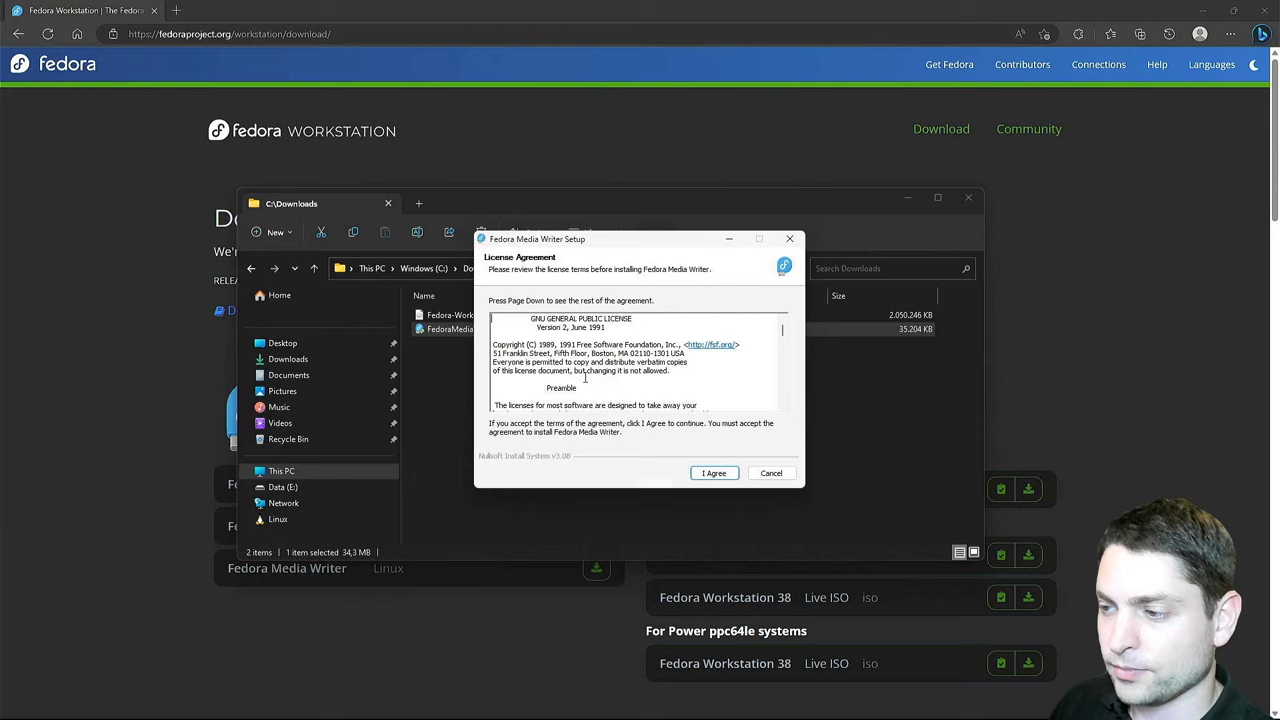 Fedora Workstation | The Fedora
https://fedoraproject.org/workstation/download/
fedora
Get Fedora
Contributors
Connections
Help
Languages
fedora WORKSTATION
Download
Community
We'r
RELE
C:\Downloads
New
This PC
Windows (C:)
Search Downloads
Home
Desktop
Downloads
Documents
Pictures
Music
Videos
Recycle Bin
This PC
Data (E:)
Network
Linux
Name
Size
Fedora-Wor
2.050.246 KB
FedoraMedia
35.204 KB
2 items
1 item selected 34,3 MB
Fedora Media Writer Setup
License Agreement
Please review the license terms before installing Fedora Media Writer.
Press Page Down to see the rest of the agreement.
GNU GENERAL PUBLIC LICENSE
Version 2, June 1991
Copyright (C) 1989, 1991 Free Software Foundation, Inc., <http://fsf.org/>
51 Franklin Street, Fifth Floor, Boston, MA 02110-1301 USA
Everyone is permitted to copy and distribute verbatim copies
of this license document, but changing it is not allowed.
Preamble
The licenses for most software are designed to take away your
If you accept the terms of the agreement, click I Agree to continue. You must accept the
agreement to install Fedora Media Writer.
Nullsoft Install System v3.08
I Agree
Cancel
Fedora Media Writer
Linux
Fedora Workstation 38
Live ISO
iso
For Power ppc64le systems
Fedora Workstation 38
Live ISO
iso